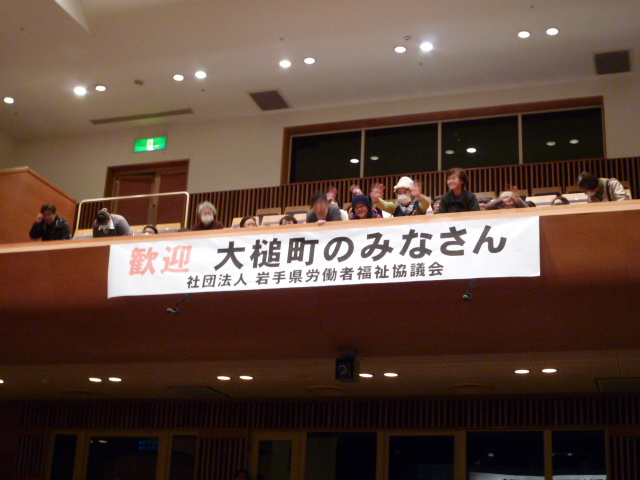 歓迎 大槌町のみなさん
社団法人 岩手県労働者福祉協議会